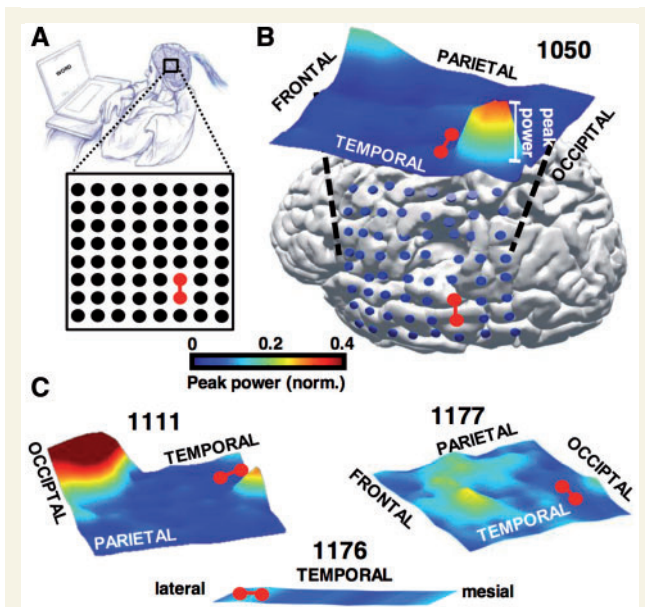 A
WORD
B
1050
FRONTAL
PARIETAL
TEMPORAL
peak
power
OCCIPITAL
0 0.2 0.4
Peak power (norm.)
C
1111
OCCIPTAL
TEMPORAL
PARIETAL
1177
PARIETAL
FRONTAL
OCCIPTAL
TEMPORAL
1176
TEMPORAL
lateral
mesial